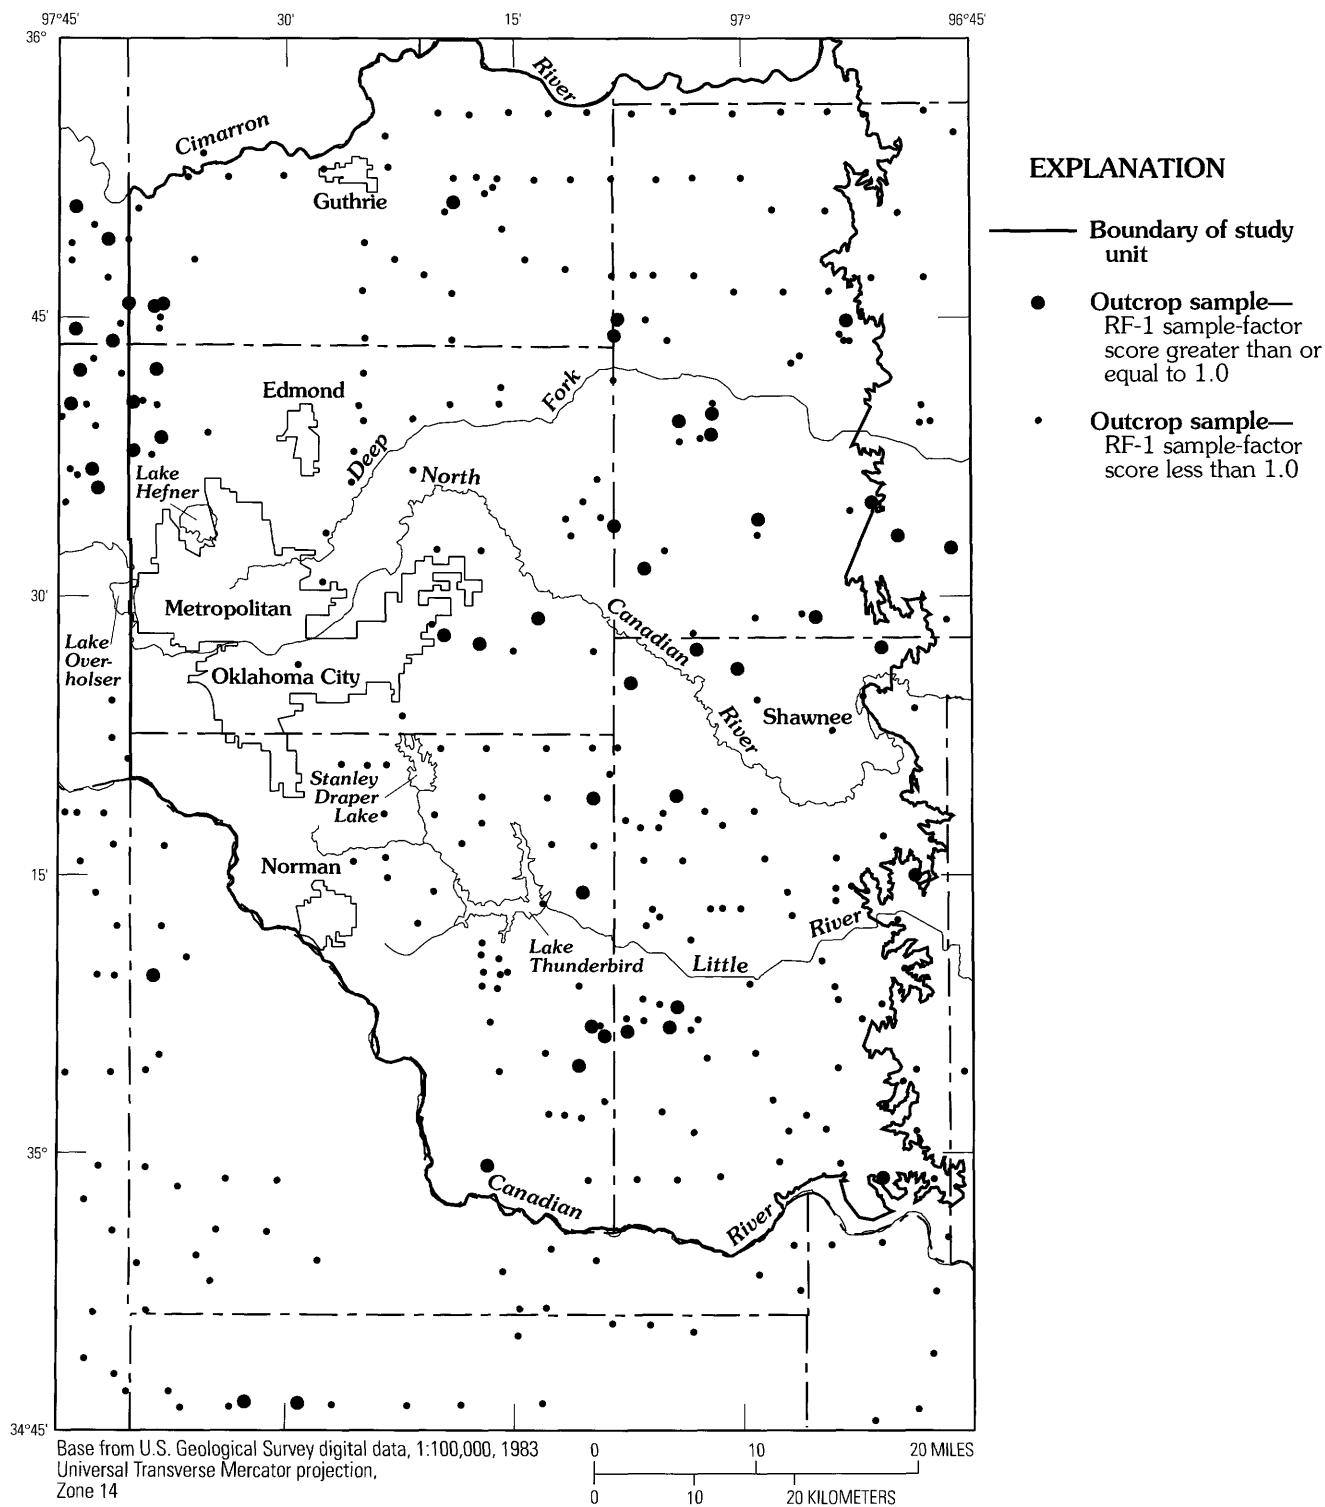 97°45'
30'
15'
97°
96°45'
36°
River
Cimarron
Guthrie
45'
Edmond
Fork
Deep
North
Lake
Hefner
30'
Metropolitan
Canadian
Lake
Over-
holser
Oklahoma City
River
Shawnee
Stanley
Draper
Lake
Norman
15'
River
Lake
Thunderbird
Little
35°
Canadian
River
34°45'
EXPLANATION
Boundary of study
unit
Outcrop sample—
RF-1 sample-factor
score greater than or
equal to 1.0
Outcrop sample—
RF-1 sample-factor
score less than 1.0
Base from U.S. Geological Survey digital data, 1:100,000, 1983
Universal Transverse Mercator projection,
Zone 14
0 10 20 MILES
0 10 20 KILOMETERS